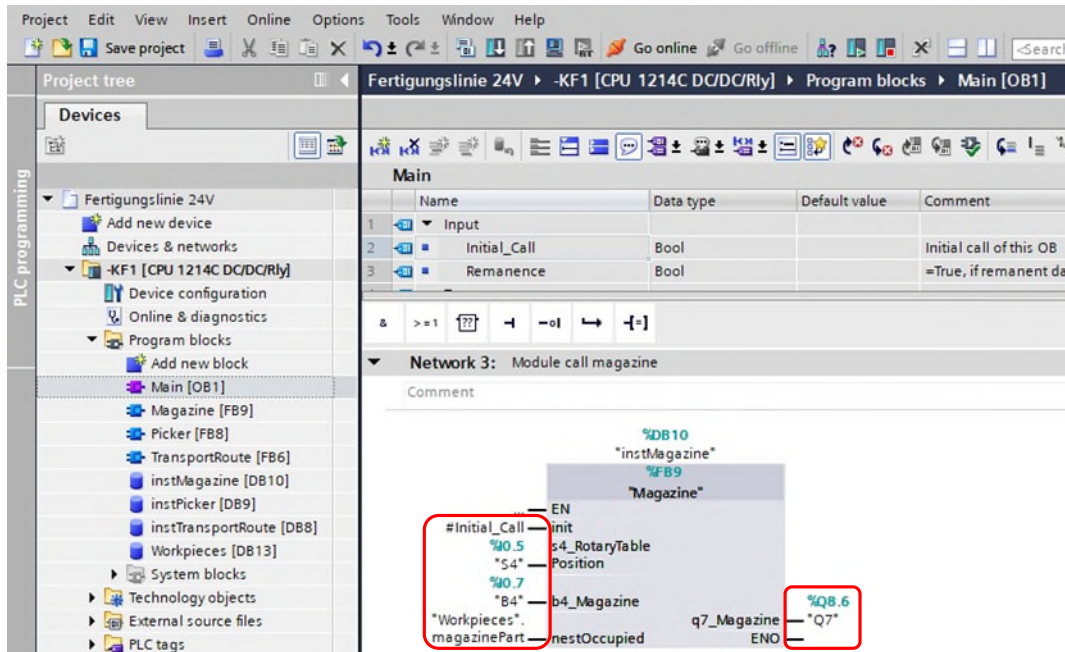 Project Edit View Insert Online Options Tools Window Help
Save project Go online Go offline <Search
Project tree
Fertigungslinie 24V -KF1 [CPU 1214C DC/DC/Rly] Program blocks Main [OB1]
Devices
PLC programming
Main
Name Data type Default value Comment
1 Input
2 Initial_Call Bool Initial call of this OB
3 Remanence Bool =True, if remanent da
Fertigungslinie 24V
Add new device
Devices & networks
-KF1 [CPU 1214C DC/DC/Rly]
Device configuration
Online & diagnostics
Program blocks
Add new block
Main [OB1]
Magazine [FB9]
Picker [FB8]
TransportRoute [FB6]
instMagazine [DB10]
instPicker [DB9]
instTransportRoute [DB8]
Workpieces [DB13]
System blocks
Technology objects
External source files
PLC tags
& >=1 ?? -| -o| -[=]
Network 3: Module call magazine
Comment
%DB10
"instMagazine"
%FB9
"Magazine"
... EN
#Initial_Call init
%I0.5 s4_RotaryTable
"S4" Position
%I0.7
"B4" b4_Magazine %Q8.6
"Workpieces". q7_Magazine "Q7"
magazinePart nestOccupied ENO